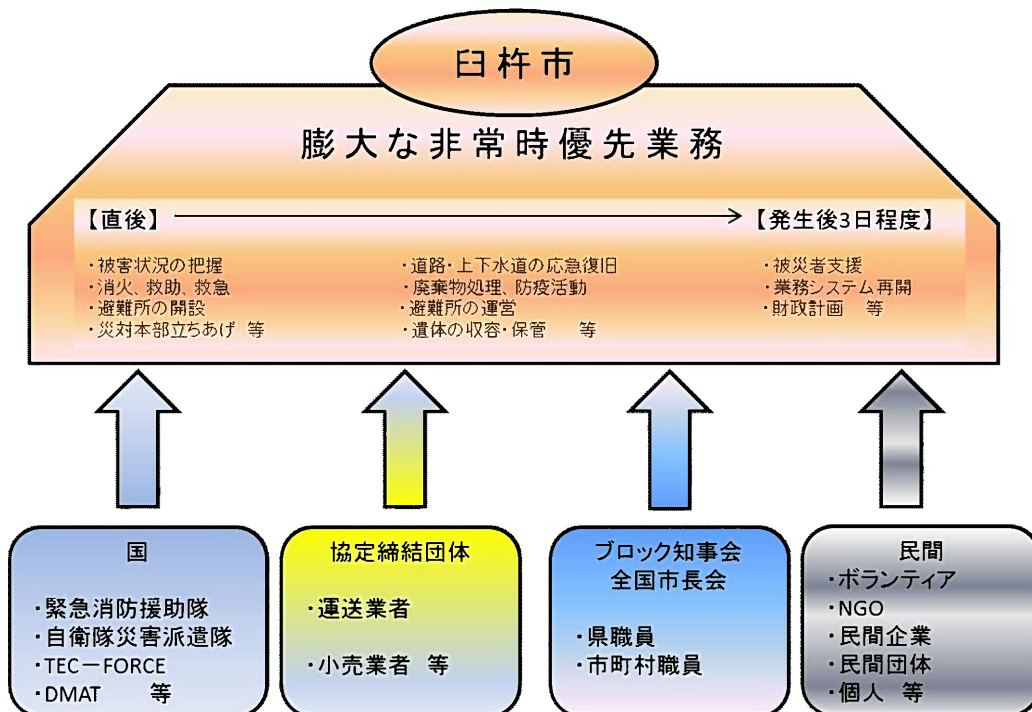 臼杵市
膨大な非常時優先業務
【直後】
【発生後3日程度】
・被害状況の把握
・消火、救助、救急
・避難所の開設
・災対本部立ちあげ 等
・道路・上下水道の応急復旧
・廃棄物処理、防疫活動
・避難所の運営
・遺体の収容・保管 等
・被災者支援
・業務システム再開
・財政計画 等
国
・緊急消防援助隊
・自衛隊災害派遣隊
・TEC－FORCE
・DMAT 等
協定締結団体
・運送業者
・小売業者 等
ブロック知事会
全国市長会
・県職員
・市町村職員
民間
・ボランティア
・NGO
・民間企業
・民間団体
・個人 等